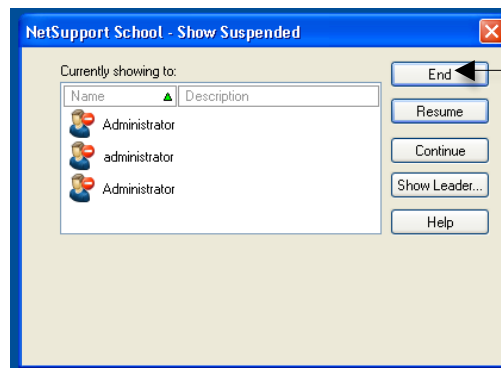 NetSupport School - Show Suspended
Currently showing to:
Name Description
Administrator
administrator
Administrator
End
Resume
Continue
Show Leader...
Help